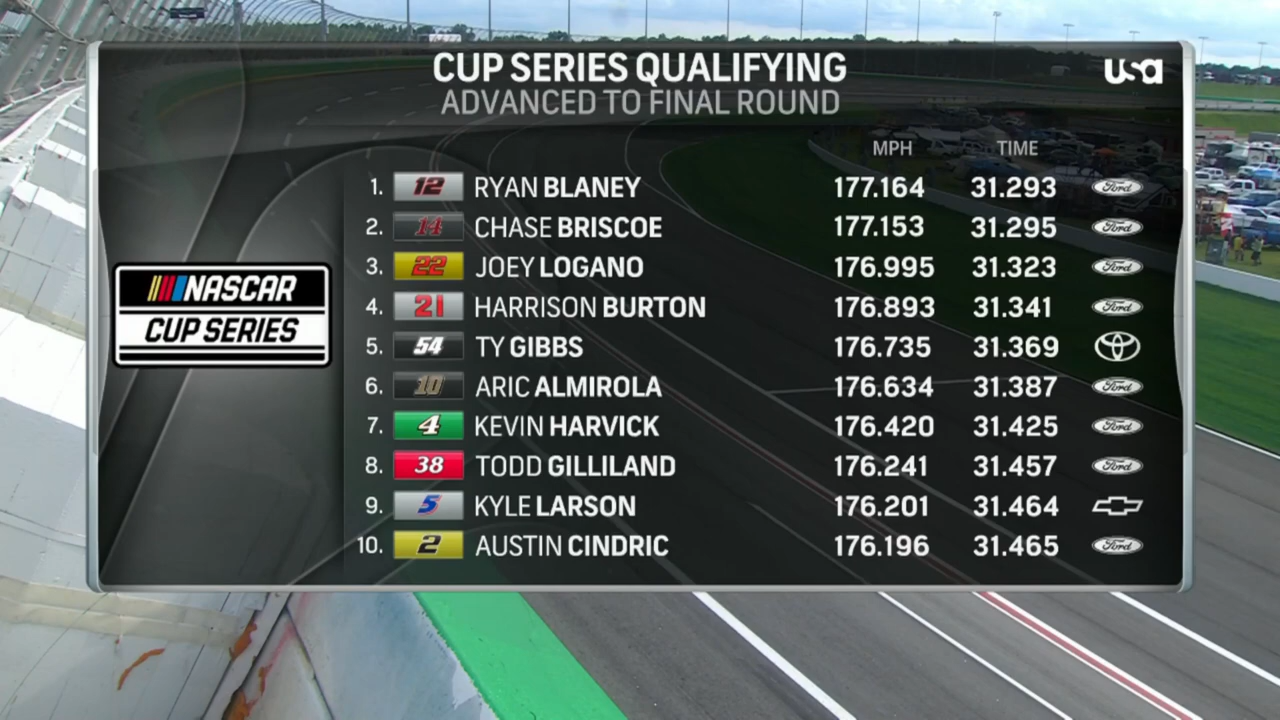 CUP SERIES QUALIFYING
ADVANCED TO FINAL ROUND
usa
MPH TIME
1. 12 RYAN BLANEY 177.164 31.293 Ford
2. 14 CHASE BRISCOE 177.153 31.295 Ford
3. 22 JOEY LOGANO 176.995 31.323 Ford
4. 21 HARRISON BURTON 176.893 31.341 Ford
5. 54 TY GIBBS 176.735 31.369
6. 10 ARIC ALMIROLA 176.634 31.387 Ford
7. 4 KEVIN HARVICK 176.420 31.425 Ford
8. 38 TODD GILLILAND 176.241 31.457 Ford
9. 5 KYLE LARSON 176.201 31.464
10. 2 AUSTIN CINDRIC 176.196 31.465 Ford
NASCAR
CUP SERIES